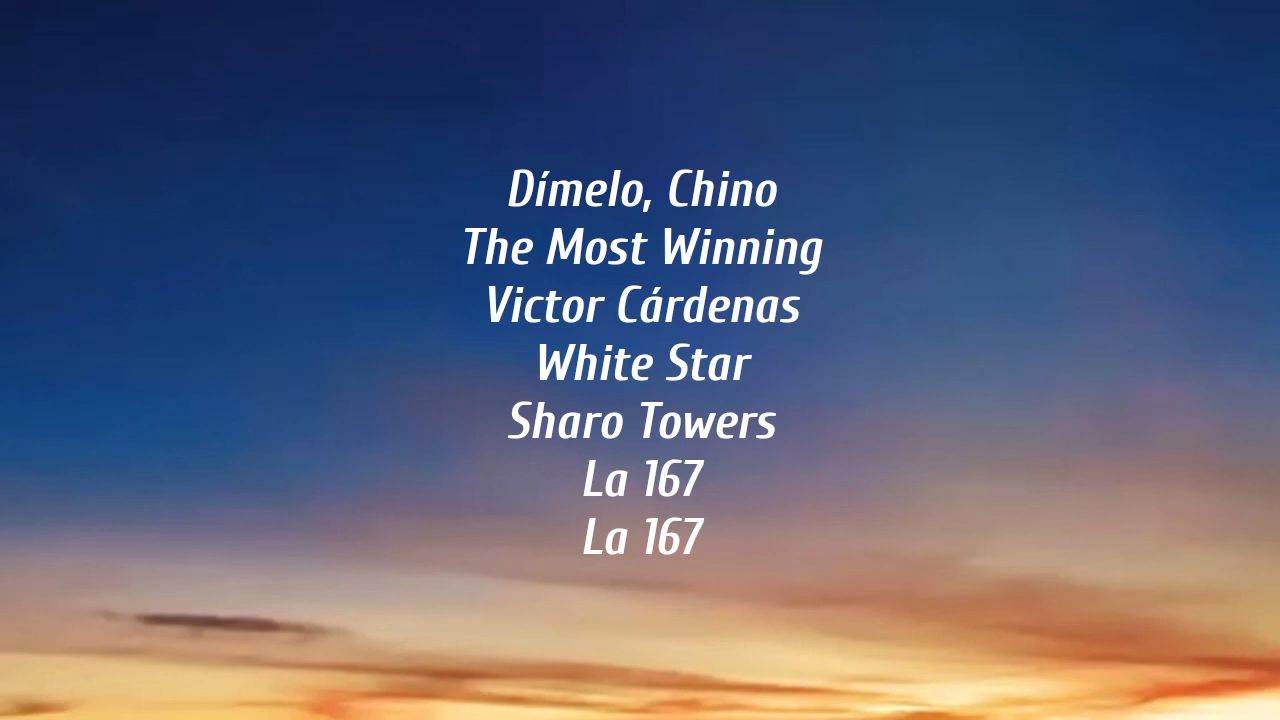 Dímelo, Chino
The Most Winning
Victor Cárdenas
White Star
Sharo Towers
La 167
La 167